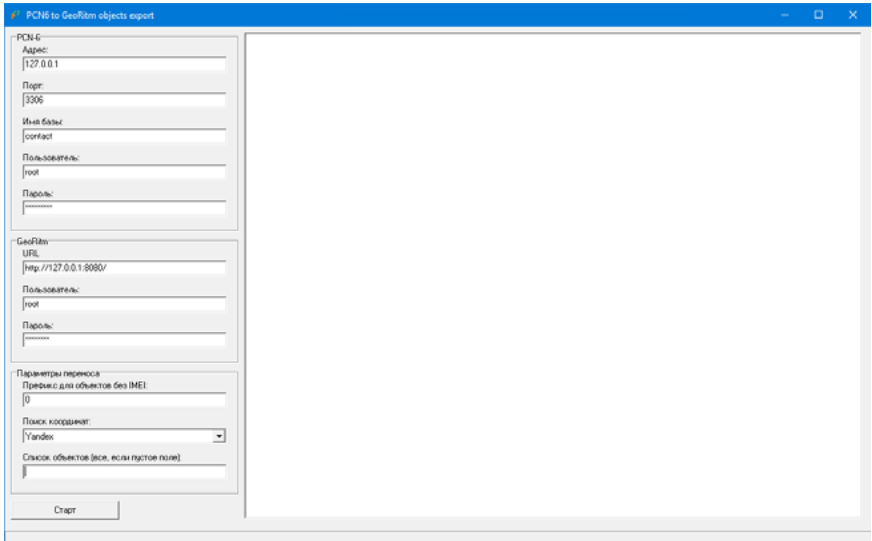 PCN6 to GeoRitm objects export
PCN-6
Адрес:
127.0.0.1
Порт:
3306
Имя базы:
contact
Пользователь:
root
Пароль:
GeoRitm
URL
http://127.0.0.1:8080/
Пользователь:
root
Пароль:
Параметры переноса
Префикс для объектов без IMEI:
0
Поиск координат:
Yandex
Список объектов (все, если пустое поле)
Старт